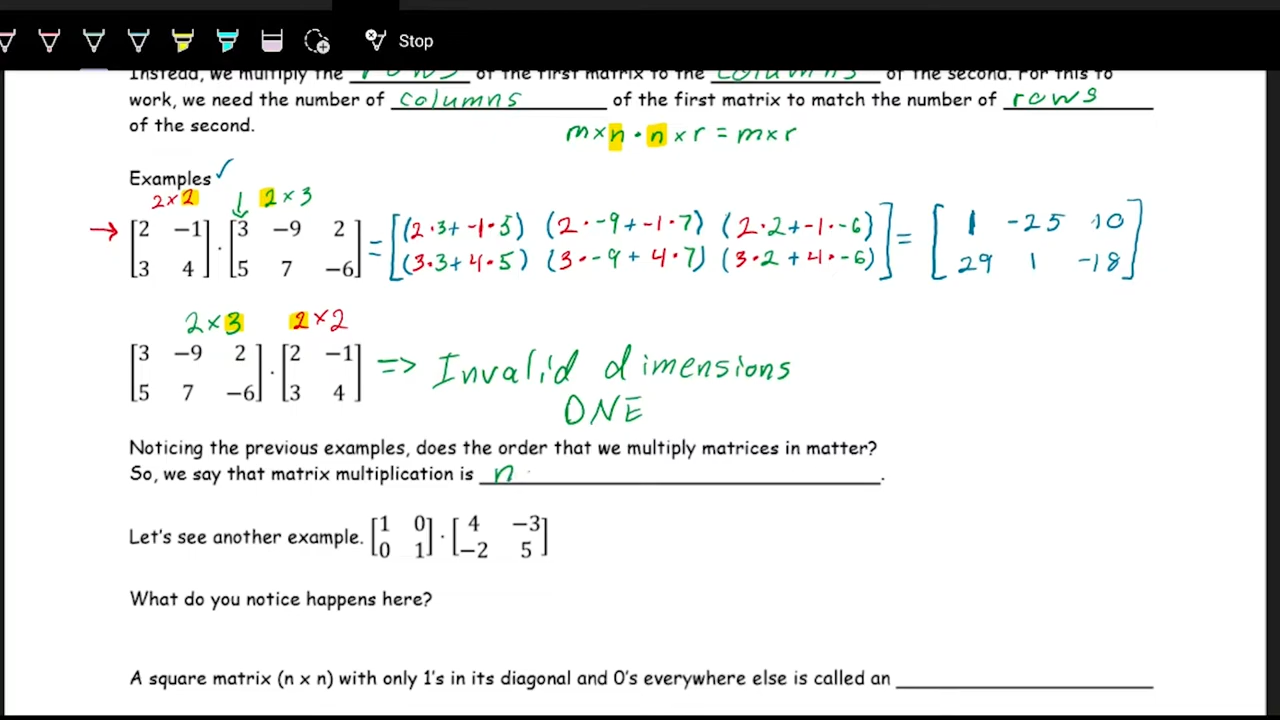 Stop
Instead, we multiply the rows of the first matrix to the columns of the second. For this to
work, we need the number of columns of the first matrix to match the number of rows
of the second.
m×n · n×r = m×r
Examples ✓
2×2 ↓ 2×3
→ [2 −1 3 4] · [3 −9 2 5 7 −6] = [(2·3+-1·5) (2·-9+-1·7) (2·2+-1·-6) (3·3+4·5) (3·-9+4·7) (3·2+4·-6)] = [1 -25 10 29 1 -18]
2×3 2×2
[3 −9 2 5 7 −6] · [2 −1 3 4] => Invalid dimensions
DNE
Noticing the previous examples, does the order that we multiply matrices in matter?
So, we say that matrix multiplication is n .
Let's see another example. [1 0 0 1] · [4 −3 −2 5]
What do you notice happens here?
A square matrix (n x n) with only 1's in its diagonal and 0's everywhere else is called an